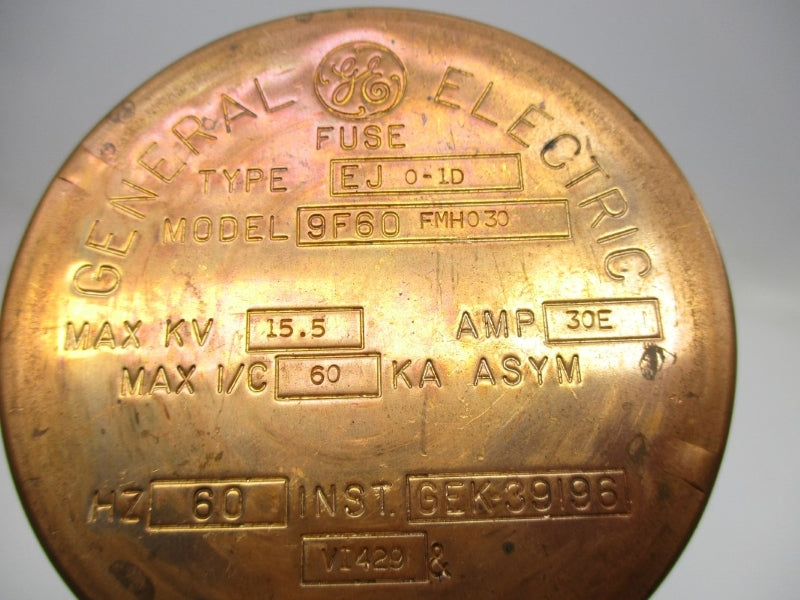 GENERAL GE ELECTRIC
FUSE
TYPE EJ O-1D
MODEL 9F60 FMH030
MAX KV 15.5 AMP 30E
MAX I/C 60 KA ASYM
HZ 60 INST. GEK-39196
VI429 &